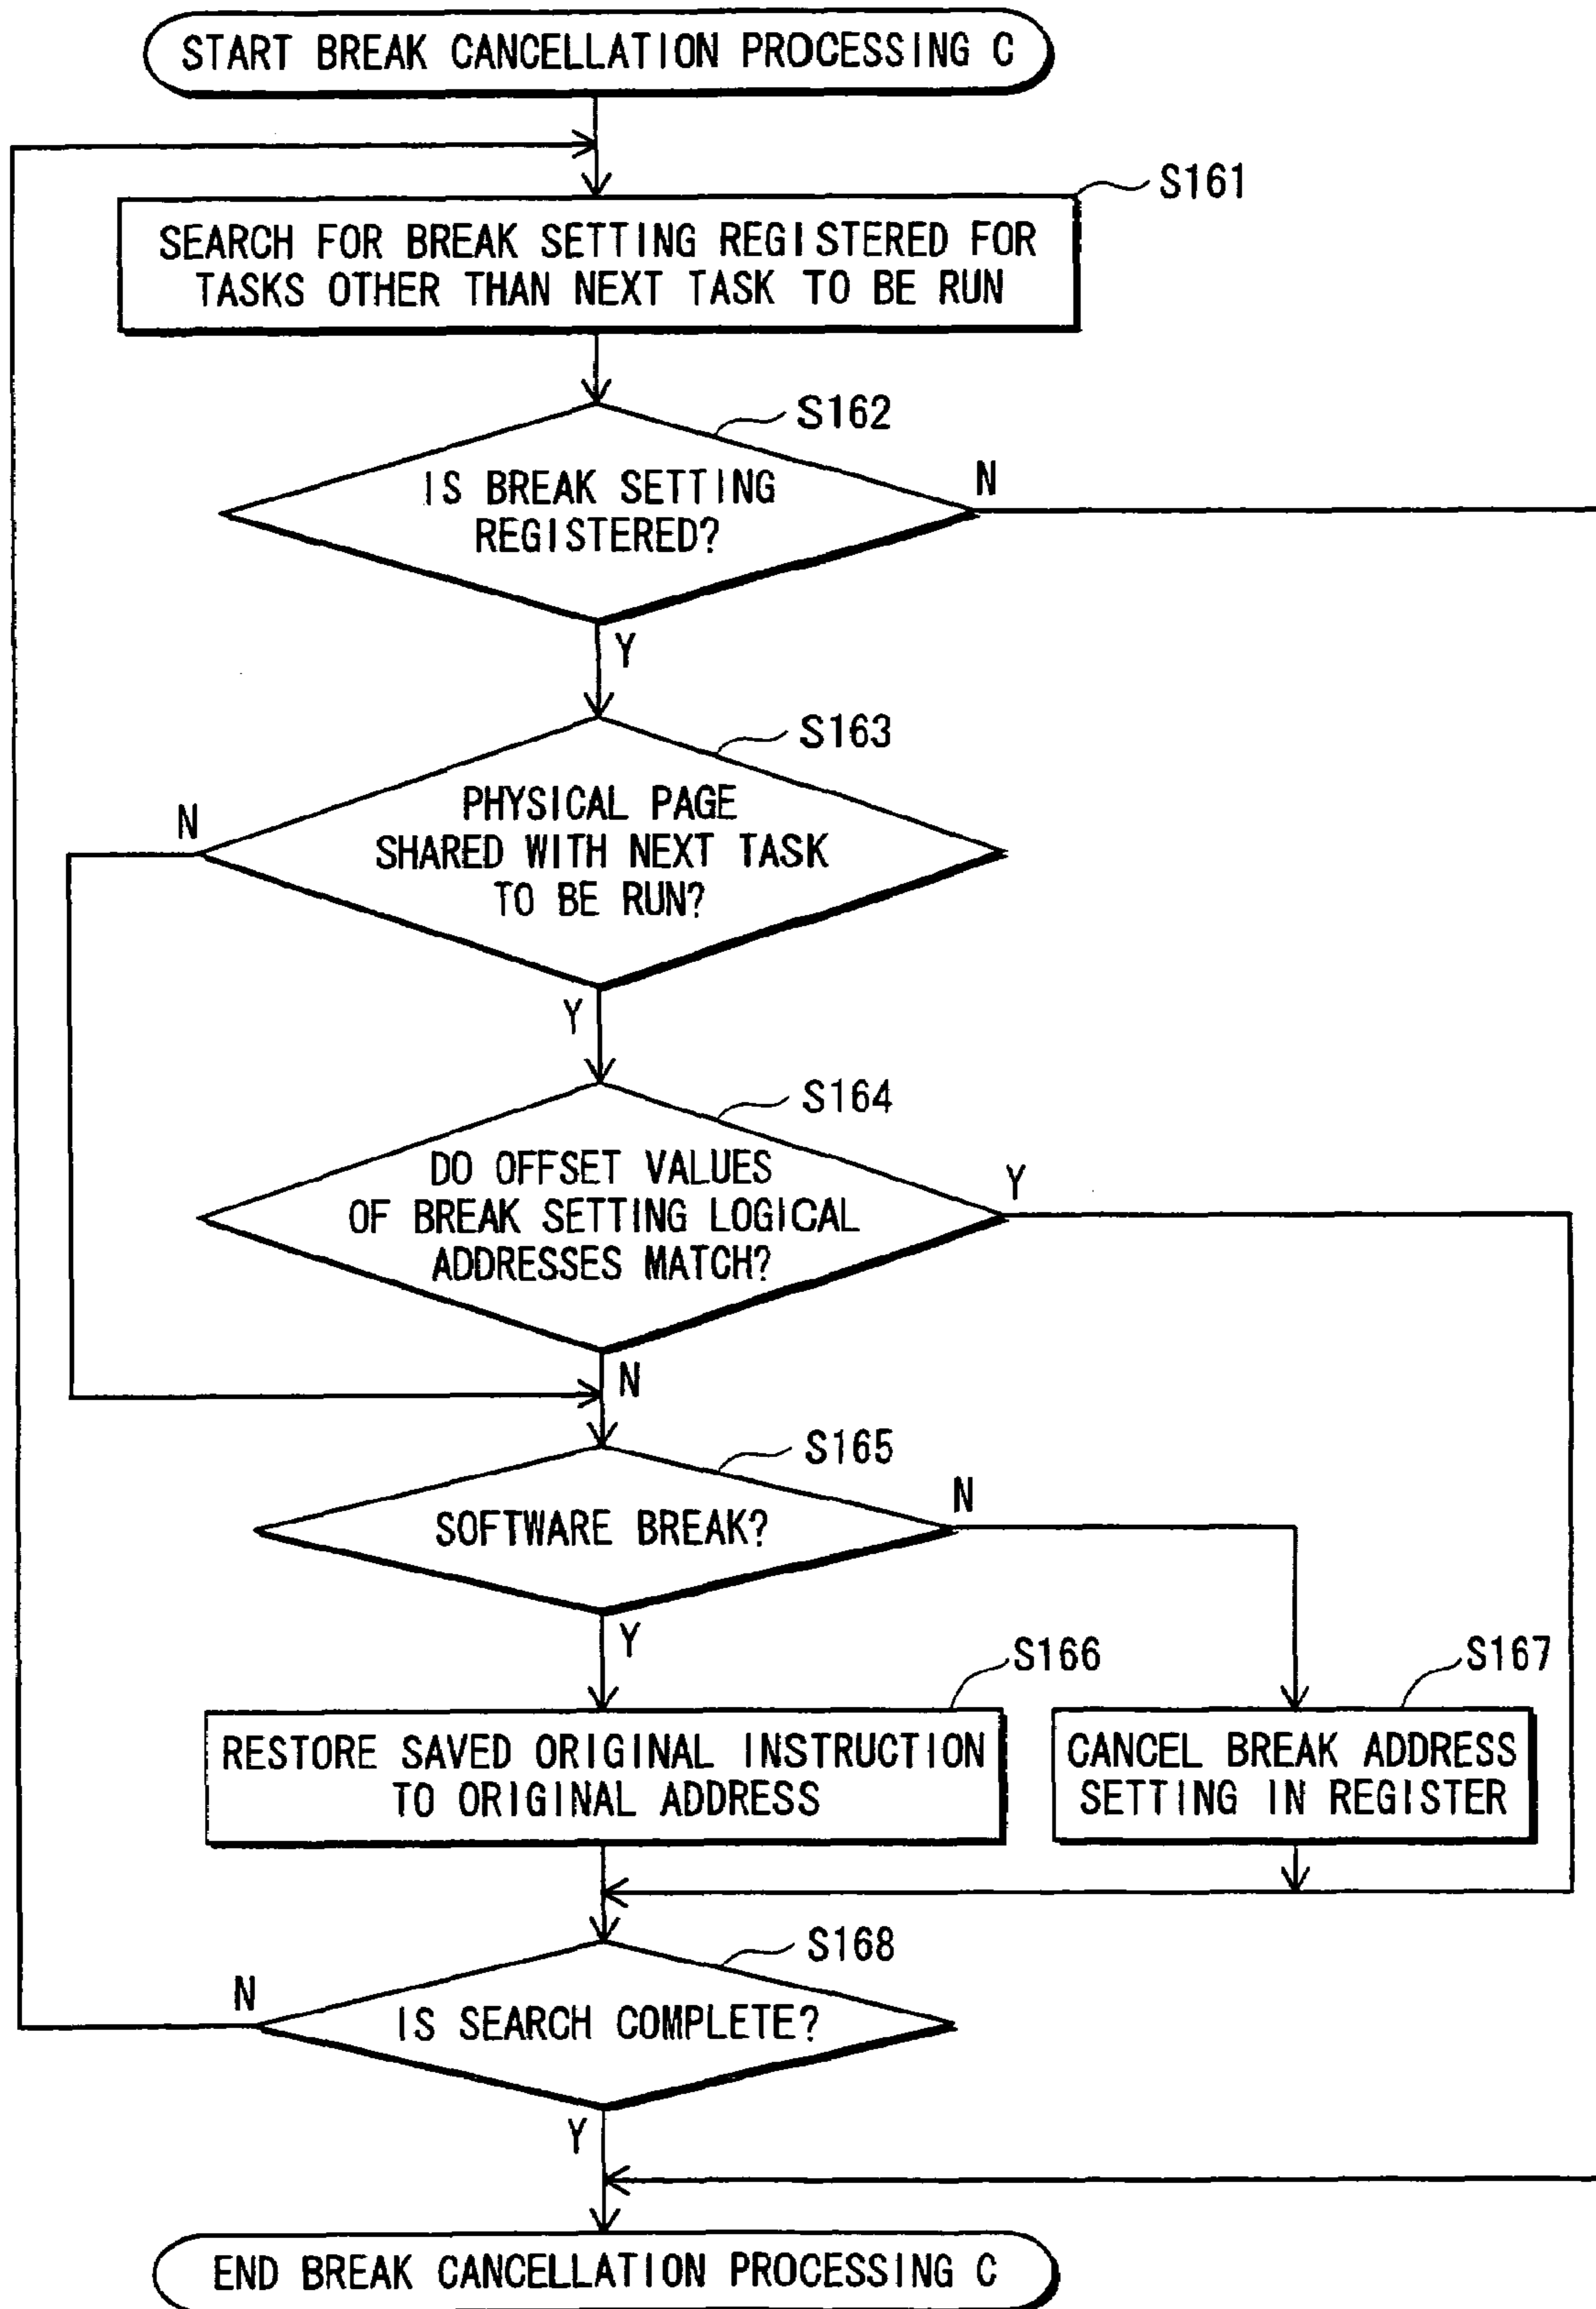 START BREAK CANCELLATION PROCESSING C
S161
SEARCH FOR BREAK SETTING REGISTERED FOR
TASKS OTHER THAN NEXT TASK TO BE RUN
S162
IS BREAK SETTING
REGISTERED?
N
Y
S163
PHYSICAL PAGE
SHARED WITH NEXT TASK
TO BE RUN?
N
Y
S164
DO OFFSET VALUES
OF BREAK SETTING LOGICAL
ADDRESSES MATCH?
Y
N
S165
SOFTWARE BREAK?
N
Y
S166
RESTORE SAVED ORIGINAL INSTRUCTION
TO ORIGINAL ADDRESS
S167
CANCEL BREAK ADDRESS
SETTING IN REGISTER
S168
IS SEARCH COMPLETE?
N
Y
END BREAK CANCELLATION PROCESSING C